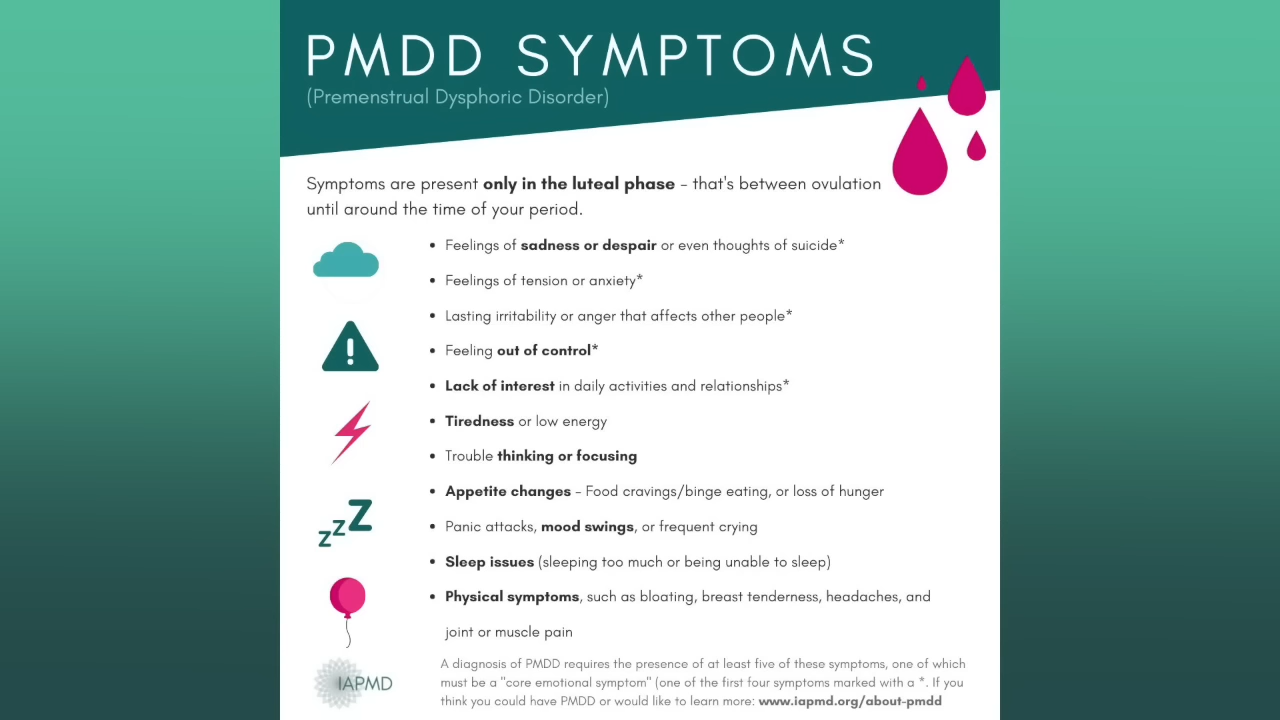 PMDD SYMPTOMS
(Premenstrual Dysphoric Disorder)
Symptoms are present only in the luteal phase - that's between ovulation
until around the time of your period.
• Feelings of sadness or despair or even thoughts of suicide*
• Feelings of tension or anxiety*
• Lasting irritability or anger that affects other people*
• Feeling out of control*
• Lack of interest in daily activities and relationships*
• Tiredness or low energy
• Trouble thinking or focusing
• Appetite changes - Food cravings/binge eating, or loss of hunger
• Panic attacks, mood swings, or frequent crying
zzZ
• Sleep issues (sleeping too much or being unable to sleep)
• Physical symptoms, such as bloating, breast tenderness, headaches, and
joint or muscle pain
IAPMD
A diagnosis of PMDD requires the presence of at least five of these symptoms, one of which
must be a "core emotional symptom" (one of the first four symptoms marked with a *. If you
think you could have PMDD or would like to learn more: www.iapmd.org/about-pmdd